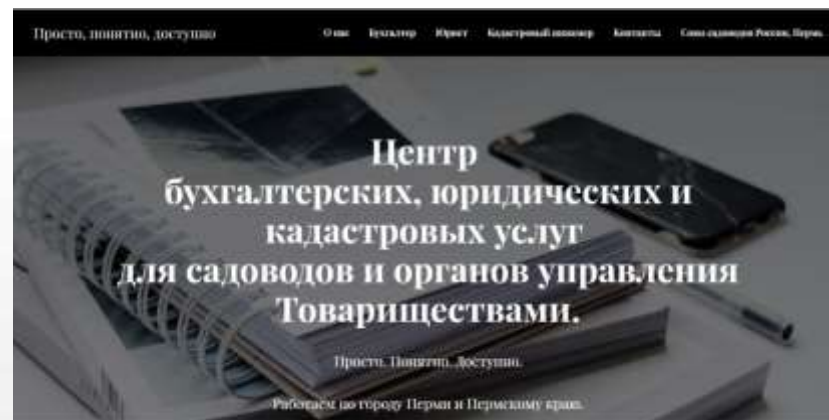 Просто, понятно, доступно
О нас Бухгалтер Юрист Кадастровый инженер Контакты Союз садоводов России, Пермь.
Центр
бухгалтерских, юридических и
кадастровых услуг
для садоводов и органов управления
Товариществами.
Просто. Понятно. Доступно.
Работаем по городу Перми и Пермскому краю.